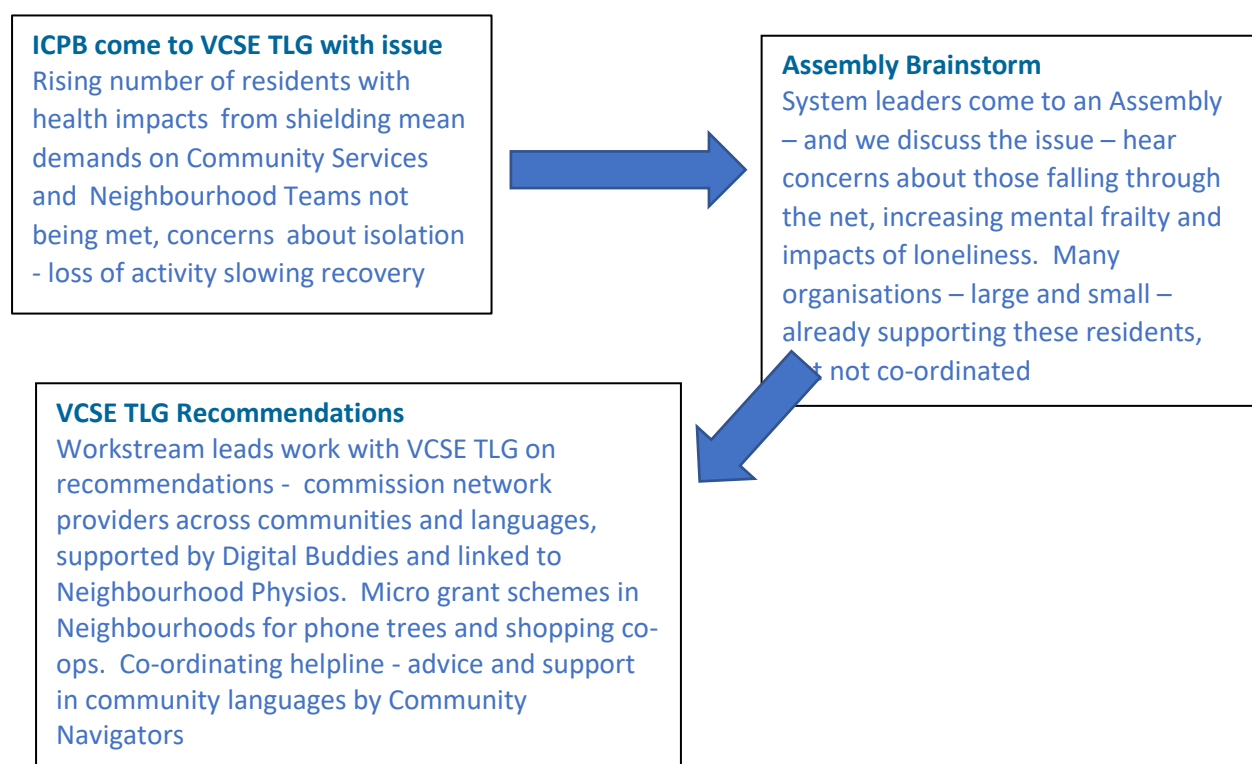 ICPB come to VCSE TLG with issue
Rising number of residents with
health impacts from shielding mean
demands on Community Services
and Neighbourhood Teams not
being met, concerns about isolation
- loss of activity slowing recovery
Assembly Brainstorm
System leaders come to an Assembly
– and we discuss the issue – hear
concerns about those falling through
the net, increasing mental frailty and
impacts of loneliness. Many
organisations – large and small –
already supporting these residents,
not co-ordinated
VCSE TLG Recommendations
Workstream leads work with VCSE TLG on
recommendations - commission network
providers across communities and languages,
supported by Digital Buddies and linked to
Neighbourhood Physios. Micro grant schemes in
Neighbourhoods for phone trees and shopping co-
ops. Co-ordinating helpline - advice and support
in community languages by Community
Navigators